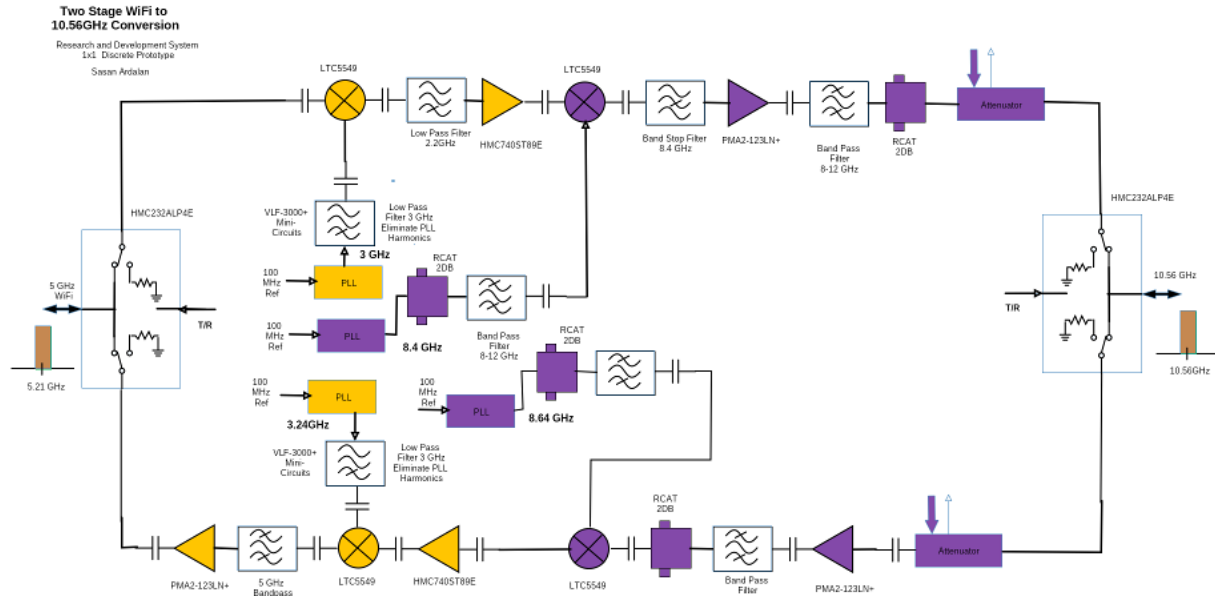 Two Stage WiFi to
10.56GHz Conversion
Research and Development System
1x1 Discrete Prototype
Sasan Ardalan
LTC5549
Low Pass Filter
2.2GHz
HMC740ST89E
LTC5549
Band Stop Filter
8.4 GHz
PMA2-123LN+
Band Pass
Filter
8-12 GHz
RCAT
2DB
Attenuator
HMC232ALP4E
5 GHz
WiFi
T/R
5.21 GHz
VLF-3000+
Mini-
Circuits
Low Pass
Filter 3 GHz
Eliminate PLL
Harmonics
3 GHz
100
MHz
Ref
PLL
RCAT
2DB
100
MHz
Ref
PLL
8.4 GHz
Band Pass
Filter
8-12 GHz
HMC232ALP4E
10.56 GHz
T/R
10.56GHz
100
MHz
Ref
PLL
3.24GHz
100
MHz
Ref
PLL
RCAT
2DB
8.64 GHz
VLF-3000+
Mini-
Circuits
Low Pass
Filter 3 GHz
Eliminate PLL
Harmonics
PMA2-123LN+
5 GHz
Bandpass
LTC5549
HMC740ST89E
LTC5549
RCAT
2DB
Band Pass
Filter
PMA2-123LN+
Attenuator